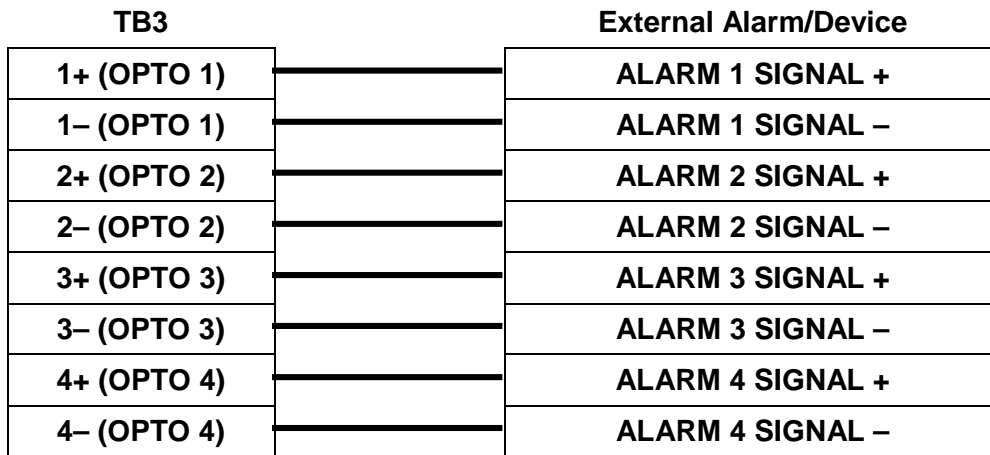 TB3 External Alarm/Device
1+ (OPTO 1) ALARM 1 SIGNAL +
1– (OPTO 1) ALARM 1 SIGNAL –
2+ (OPTO 2) ALARM 2 SIGNAL +
2– (OPTO 2) ALARM 2 SIGNAL –
3+ (OPTO 3) ALARM 3 SIGNAL +
3– (OPTO 3) ALARM 3 SIGNAL –
4+ (OPTO 4) ALARM 4 SIGNAL +
4– (OPTO 4) ALARM 4 SIGNAL –